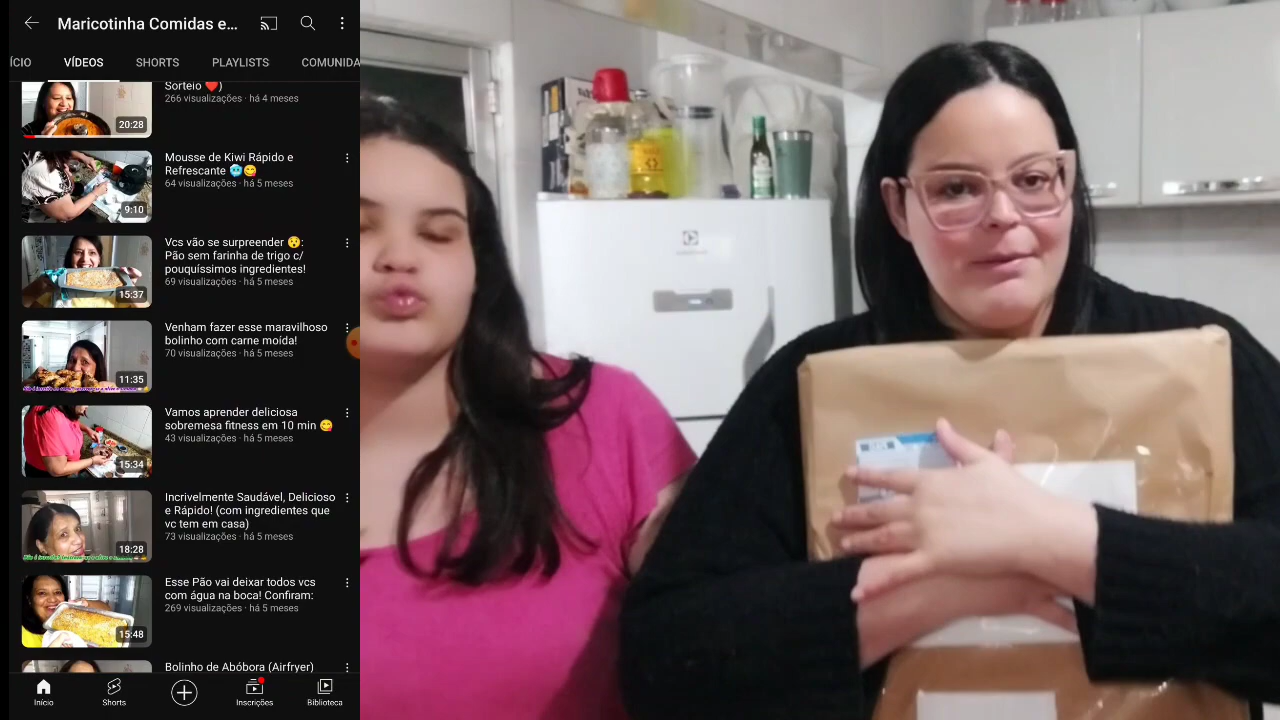 Maricotinha Comidas e...
ÍCIO
VÍDEOS
SHORTS
PLAYLISTS
COMUNIDA
Sorteio ❤️)
266 visualizações · há 4 meses
20:28
Mousse de Kiwi Rápido e
Refrescante 🥶😋
64 visualizações · há 5 meses
9:10
Vcs vão se surpreender 😲:
Pão sem farinha de trigo c/
pouquíssimos ingredientes!
69 visualizações · há 5 meses
15:37
Venham fazer esse maravilhoso
bolinho com carne moída!
70 visualizações · há 5 meses
11:35
Vamos aprender deliciosa
sobremesa fitness em 10 min 😋
43 visualizações · há 5 meses
15:34
Incrivelmente Saudável, Delicioso
e Rápido! (com ingredientes que
vc tem em casa)
73 visualizações · há 5 meses
18:28
Esse Pão vai deixar todos vcs
com água na boca! Confiram:
269 visualizações · há 5 meses
15:48
Bolinho de Abóbora (Airfryer)
Início
Shorts
Inscrições
Biblioteca